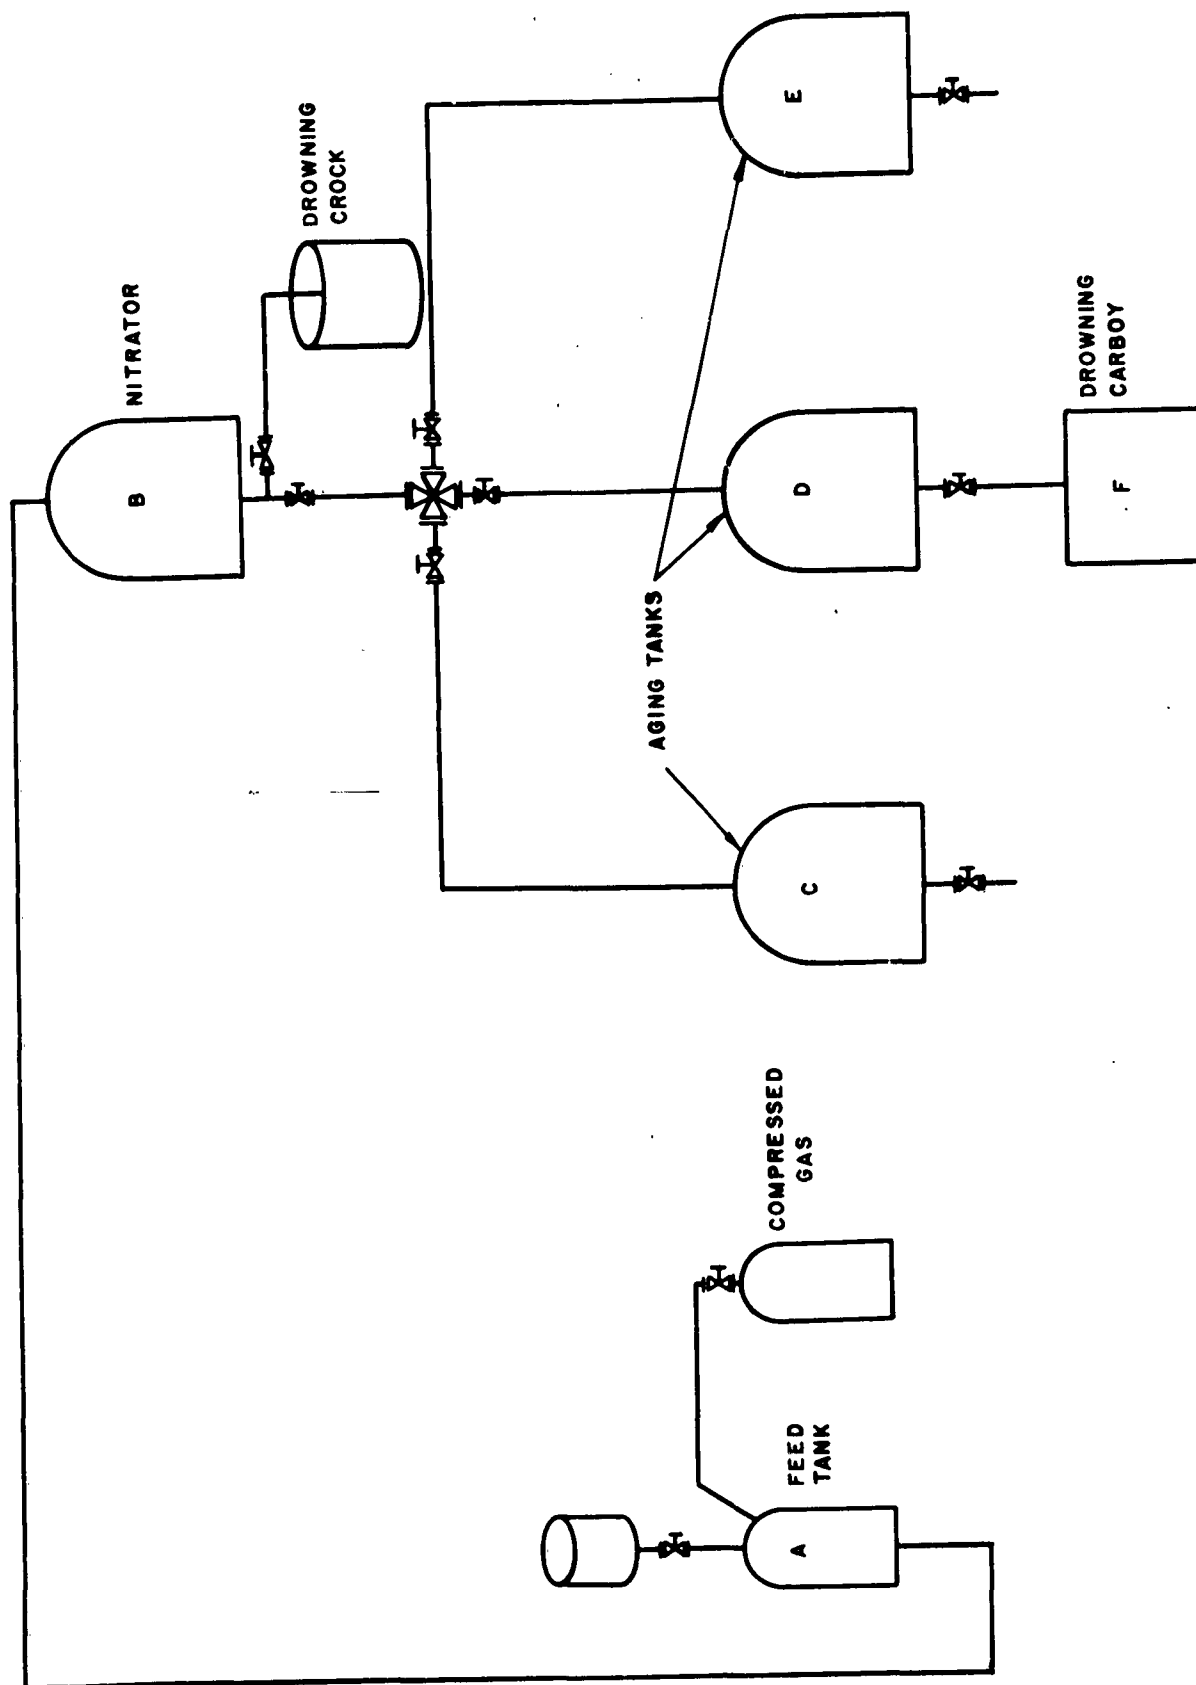 B
NITRATOR
DROWNING
CROCK
E
AGING TANKS
D
C
DROWNING
CARBOY
F
COMPRESSED
GAS
FEED
TANK
A